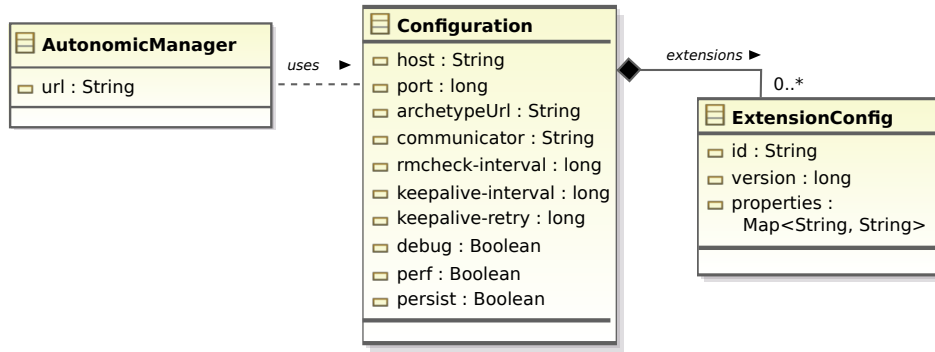 AutonomicManager
url : String
uses ►
Configuration
host : String
port : long
archetypeUrl : String
communicator : String
rmcheck-interval : long
keepalive-interval : long
keepalive-retry : long
debug : Boolean
perf : Boolean
persist : Boolean
extensions ►
0..*
ExtensionConfig
id : String
version : long
properties :
Map<String, String>